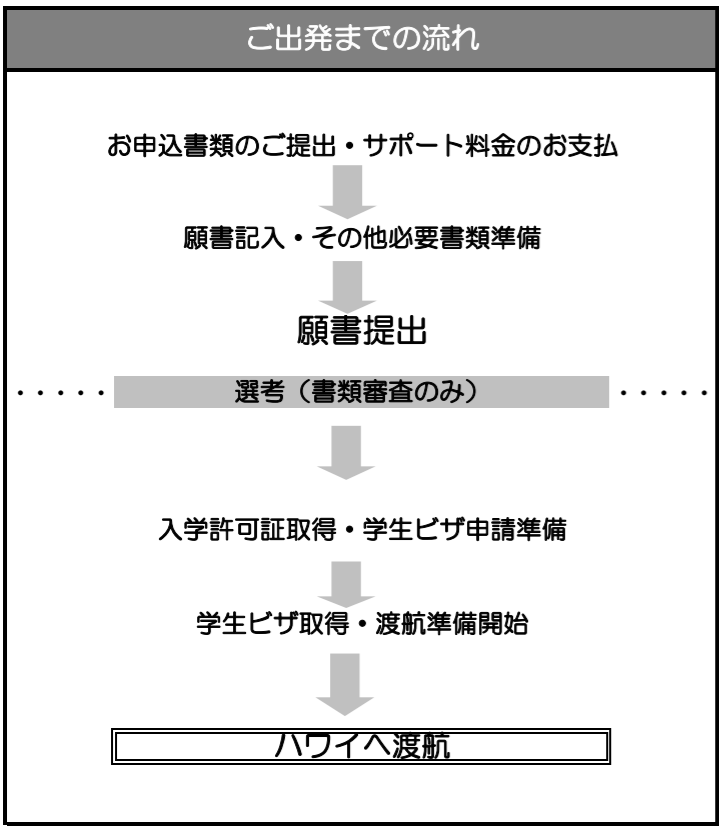 ご出発までの流れ
お申込書類のご提出・サポート料金のお支払
願書記入・その他必要書類準備
願書提出
・・・・・ 選考（書類審査のみ） ・・・・・
入学許可証取得・学生ビザ申請準備
学生ビザ取得・渡航準備開始
ハワイへ渡航